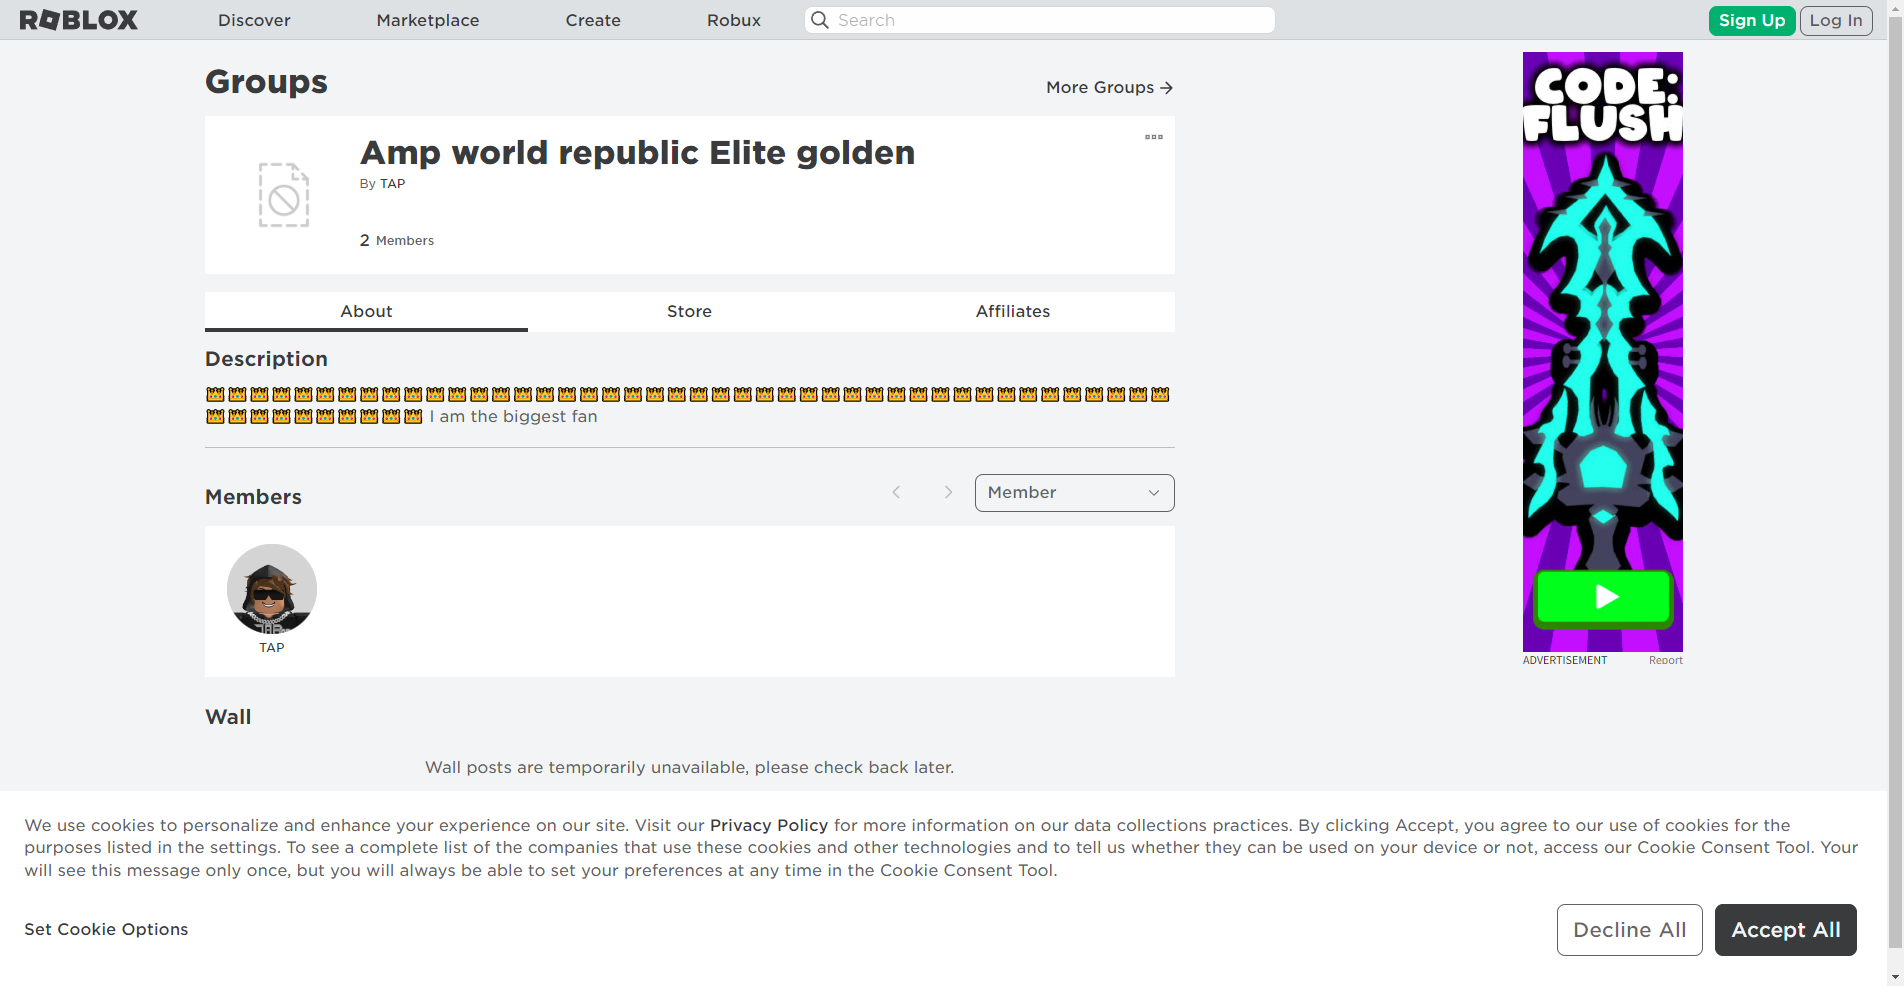 ROBLOX Discover Marketplace Create Robux Search Sign Up Log In
Groups
More Groups →
Amp world republic Elite golden
By TAP
2 Members
About Store Affiliates
Description
I am the biggest fan
Members
Member
TAP
Wall
Wall posts are temporarily unavailable, please check back later.
CODE:
FLUSH
ADVERTISEMENT Report
We use cookies to personalize and enhance your experience on our site. Visit our Privacy Policy for more information on our data collections practices. By clicking Accept, you agree to our use of cookies for the
purposes listed in the settings. To see a complete list of the companies that use these cookies and other technologies and to tell us whether they can be used on your device or not, access our Cookie Consent Tool. Your
will see this message only once, but you will always be able to set your preferences at any time in the Cookie Consent Tool.
Set Cookie Options
Decline All
Accept All